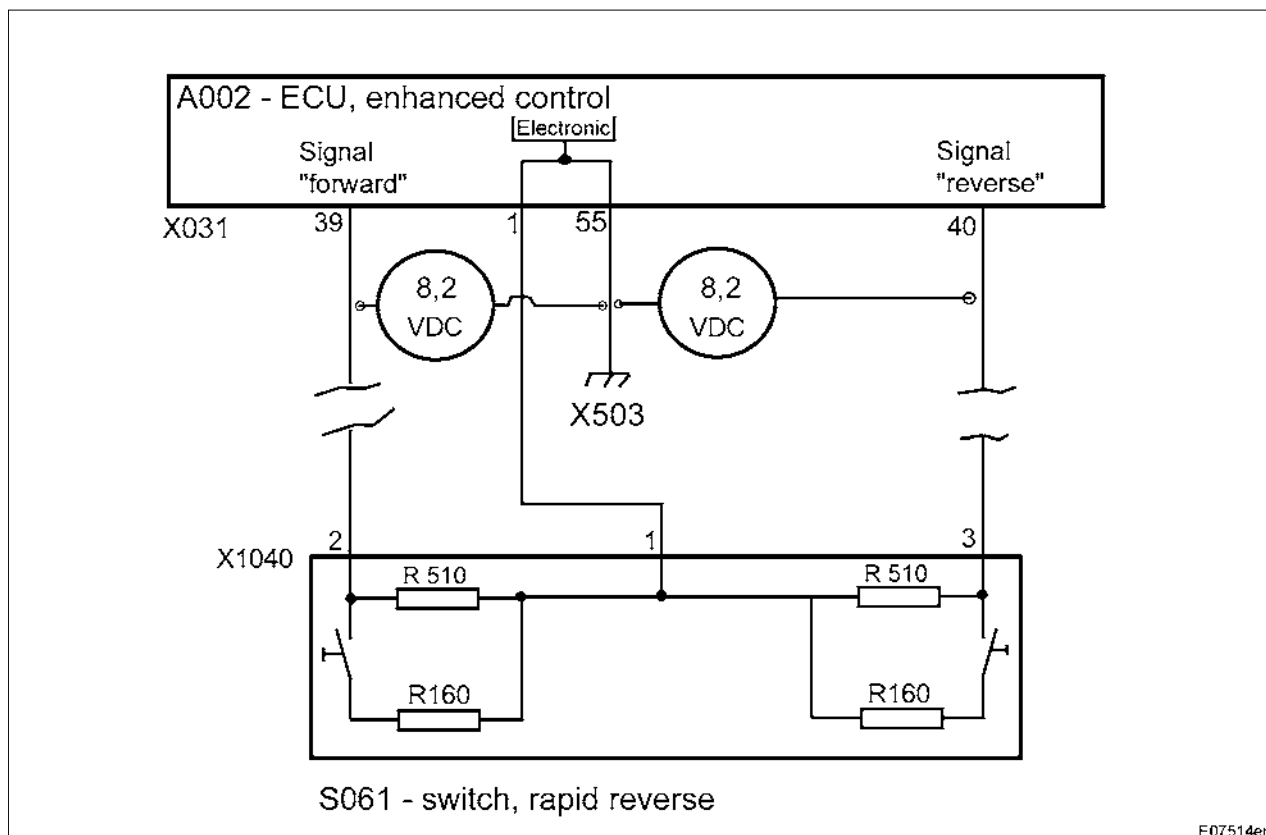 A002 - ECU, enhanced control
Electronic
Signal
"forward"
Signal
"reverse"
X031
39
1
55
40
8,2
VDC
8,2
VDC
X503
X1040
2
1
3
R 510
R 510
R160
R160
S061 - switch, rapid reverse